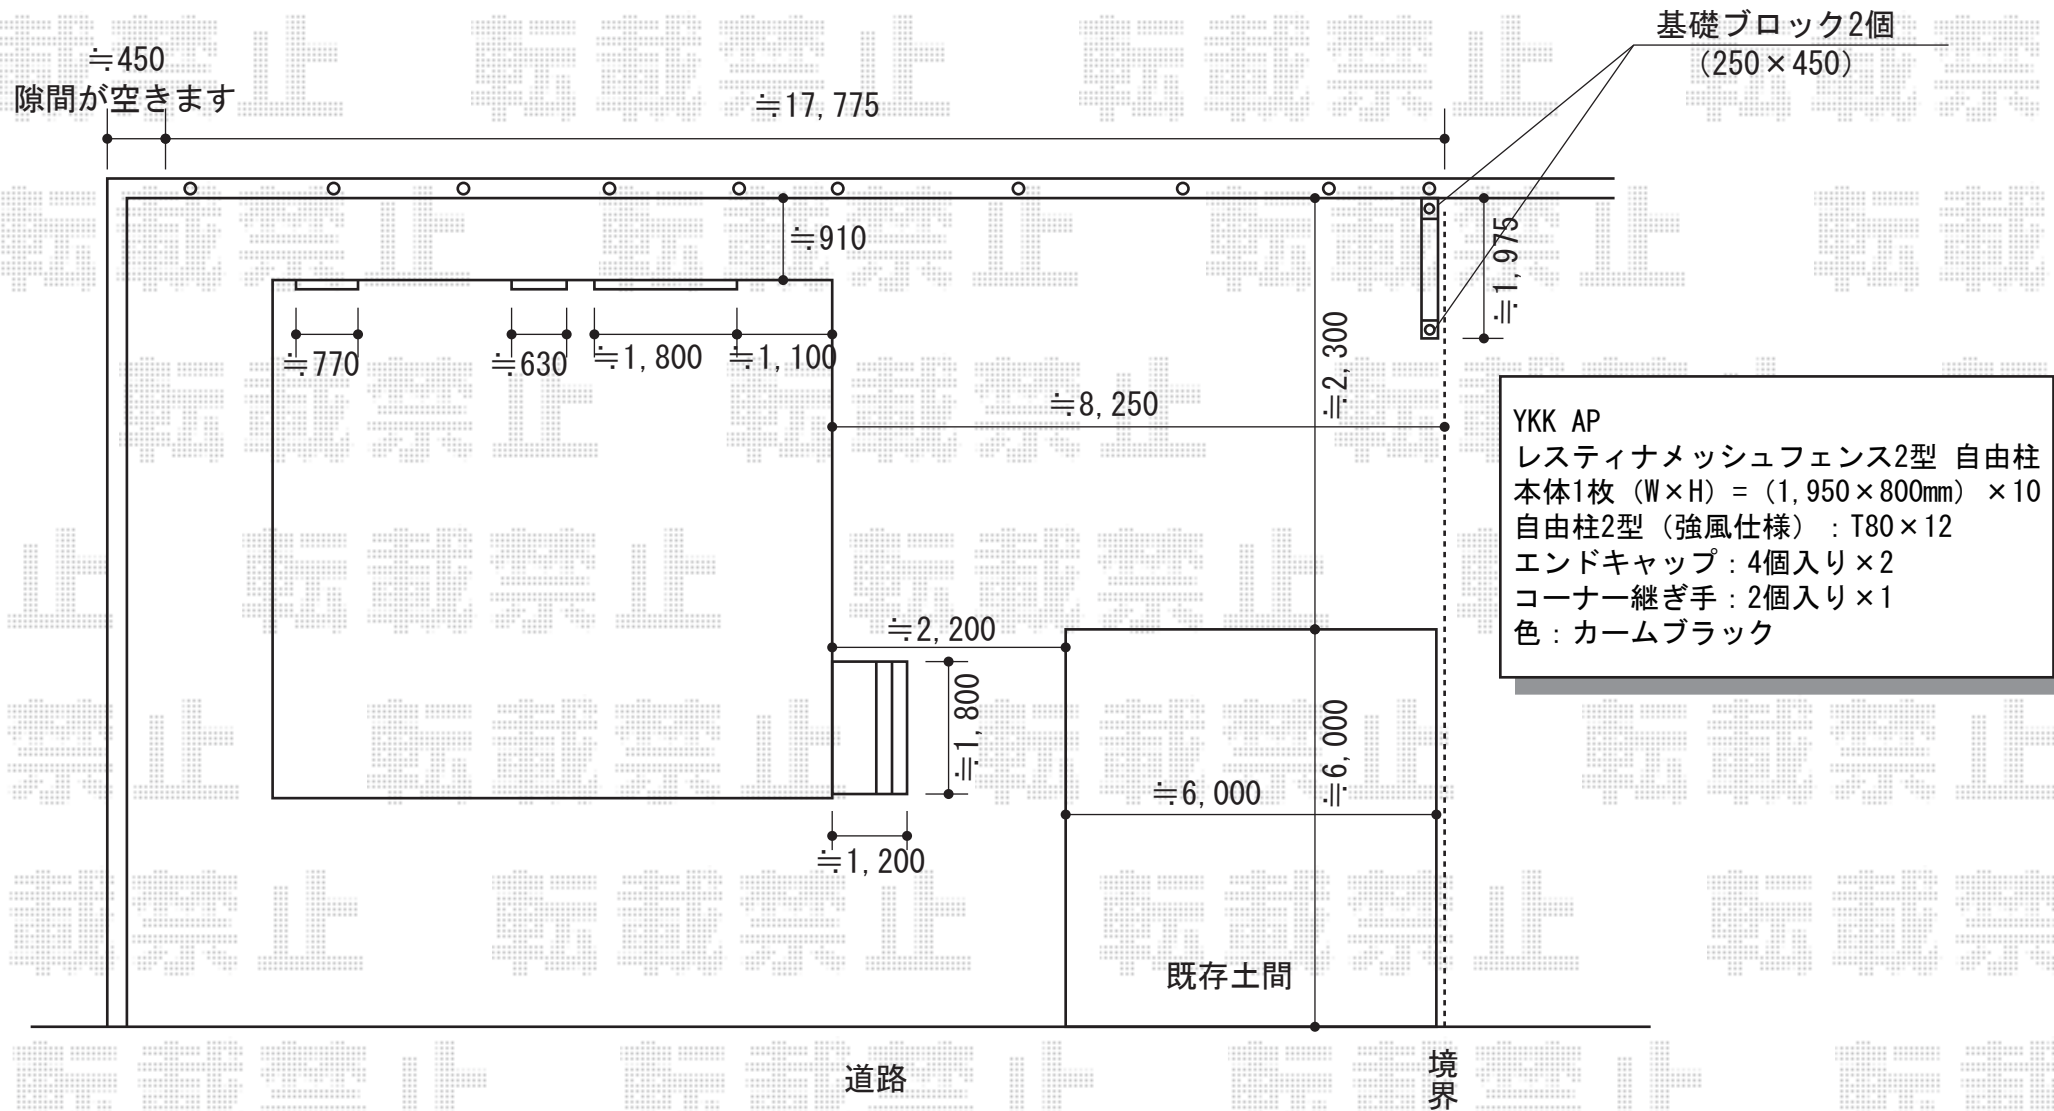 基礎ブロック2個
(250×450)
≒450
隙間が空きます
≒17,775
≒910
≒1,975
≒770
≒630
≒1,800
≒1,100
≒2,300
≒8,250
YKK AP
レスティナメッシュフェンス2型 自由柱
本体1枚 (W×H) = (1,950×800mm) ×10
自由柱2型 (強風仕様) : T80×12
エンドキャップ : 4個入り×2
コーナー継ぎ手 : 2個入り×1
色 : カームブラック
≒2,200
≒1,800
≒6,000
≒6,000
≒1,200
既存土間
道路
境界
転載禁止